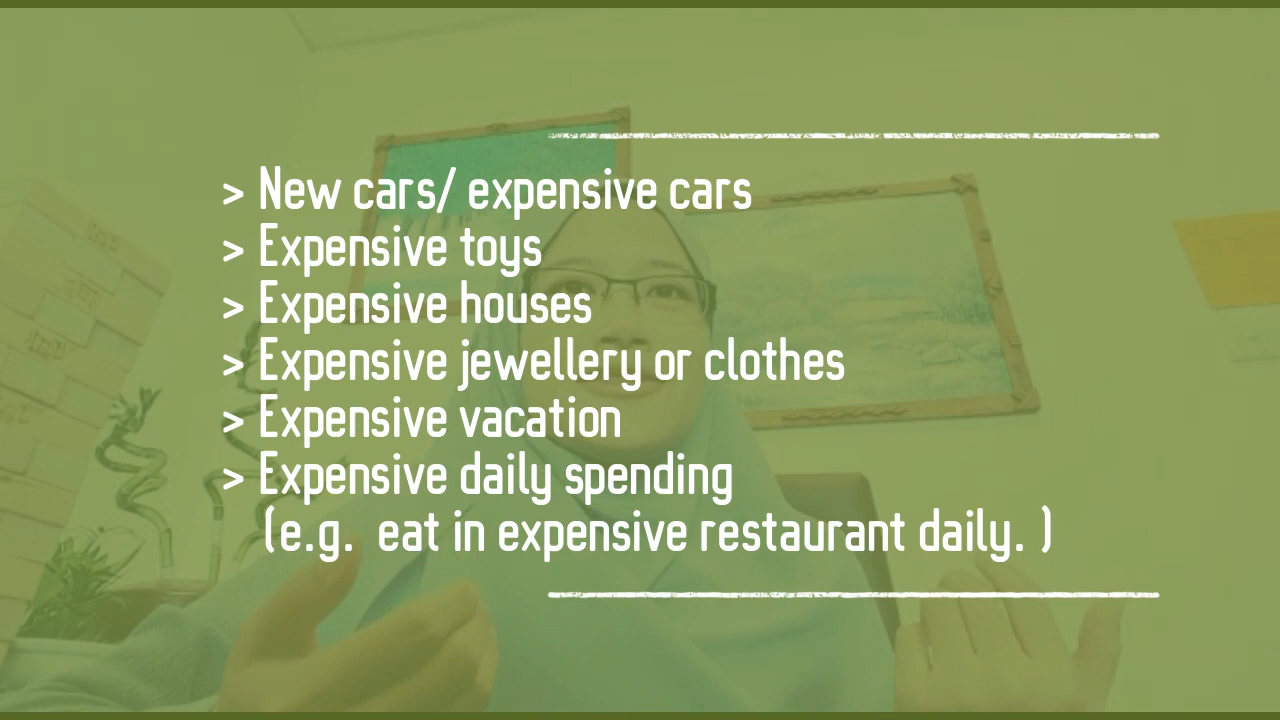 > New cars/ expensive cars
> Expensive toys
> Expensive houses
> Expensive jewellery or clothes
> Expensive vacation
> Expensive daily spending
(e.g. eat in expensive restaurant daily. )